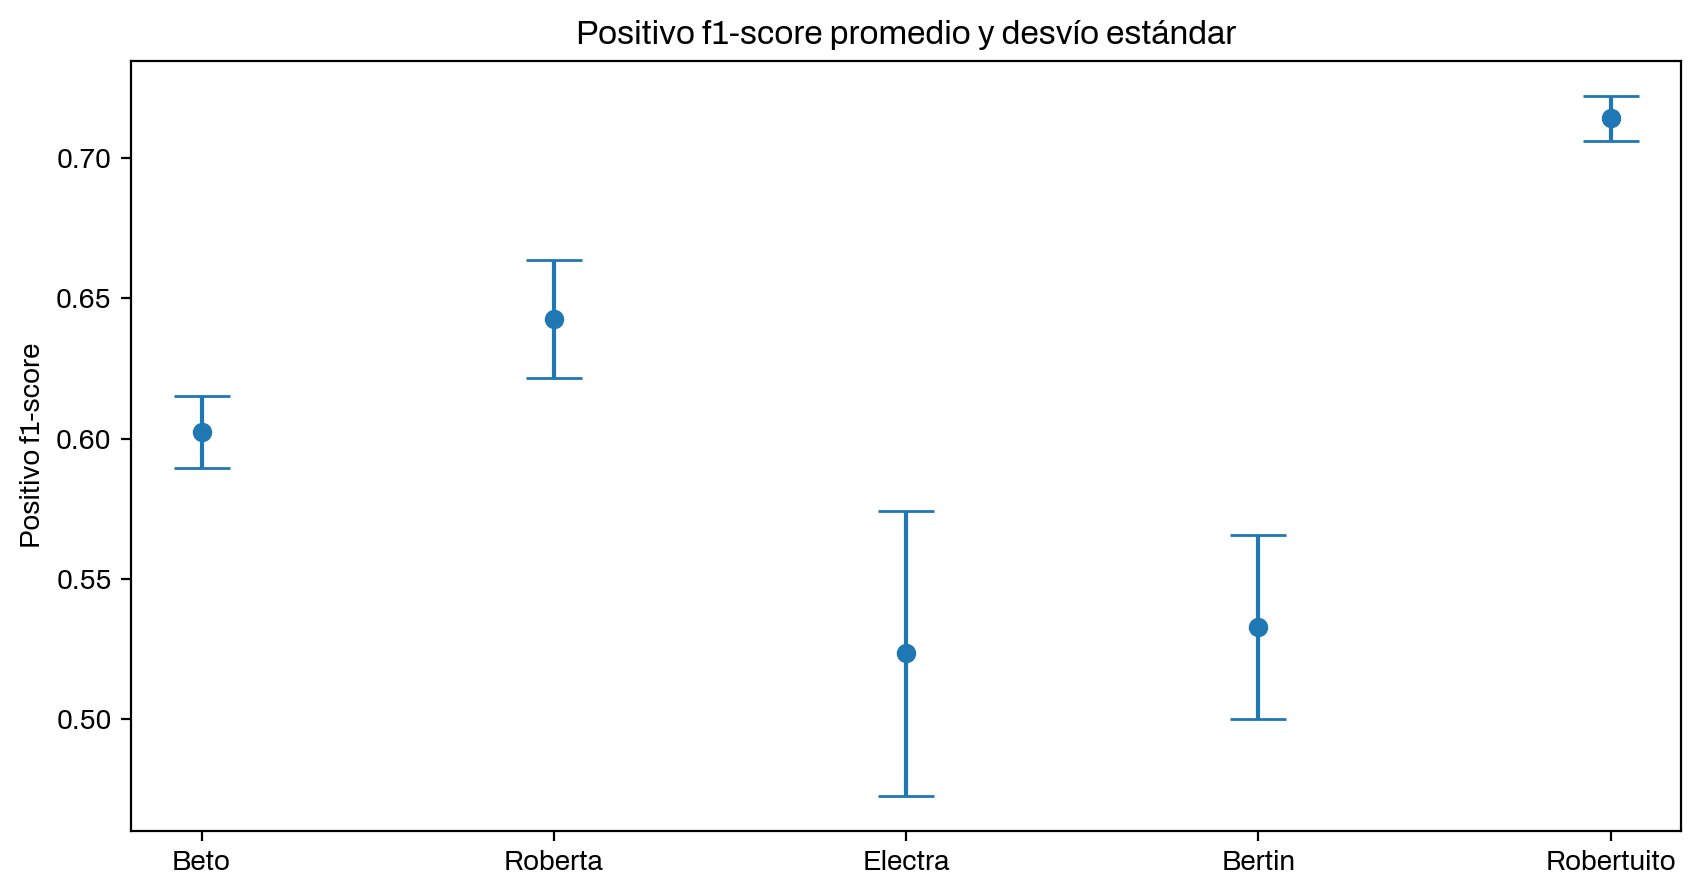 Positivo f1-score promedio y desvío estándar
Positivo f1-score
0.70
0.65
0.60
0.55
0.50
Beto
Roberta
Electra
Bertin
Robertuito